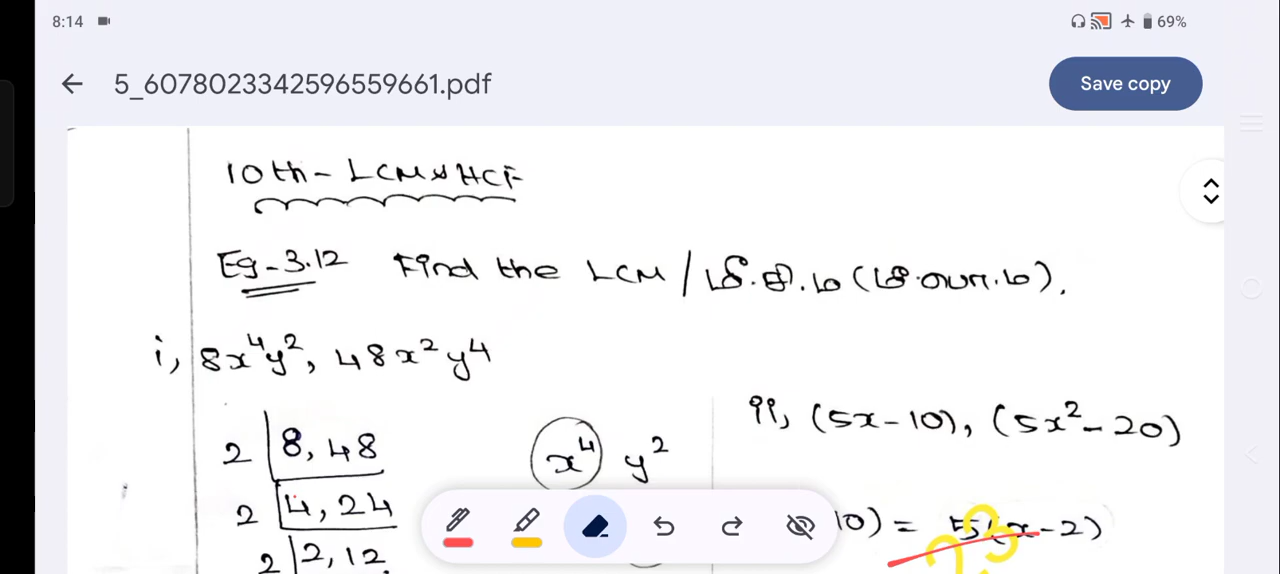 8:14 69%
5_6078023342596559661.pdf
Save copy
10th - LCM & HCF
Eg - 3.12 Find the LCM /
i, 8x⁴y², 48x²y⁴
ii, (5x-10), (5x²-20)
2 | 8, 48
x⁴ y²
2 | 4, 24
10) = 5(x-2)
2 | 2, 12